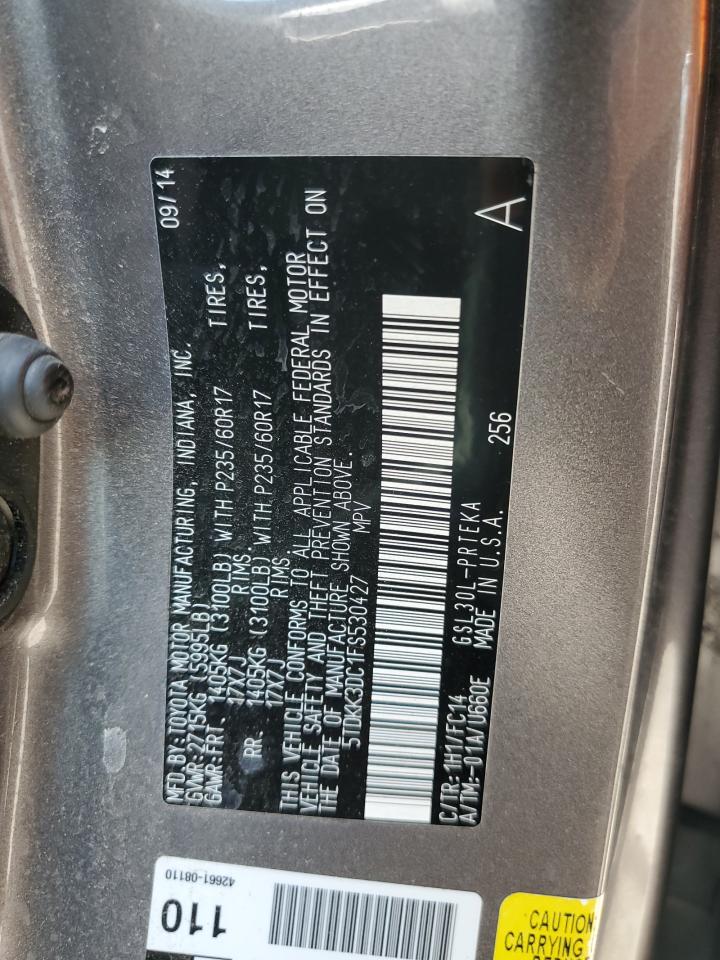 MFD.BY:TOYOTA MOTOR MANUFACTURING, INDIANA, INC. 09/14
GVWR:2715KG (5995LB)
GAWR:FRT. 1405KG (3100LB) WITH P235/60R17 TIRES,
17X7J RIMS.
RR. 1405KG (3100LB) WITH P235/60R17 TIRES,
17X7J RIMS.
THIS VEHICLE CONFORMS TO ALL APPLICABLE FEDERAL MOTOR
VEHICLE SAFETY AND THEFT PREVENTION STANDARDS IN EFFECT ON
THE DATE OF MANUFACTURE SHOWN ABOVE.
5TDKK3DC1FS530427 MPV
C/TR:1H1/FC14 GSL30L-PRTEKA 256
A/TM:-011A/U660E MADE IN U.S.A. A
42661-08110
110
CAUTION
CARRYING